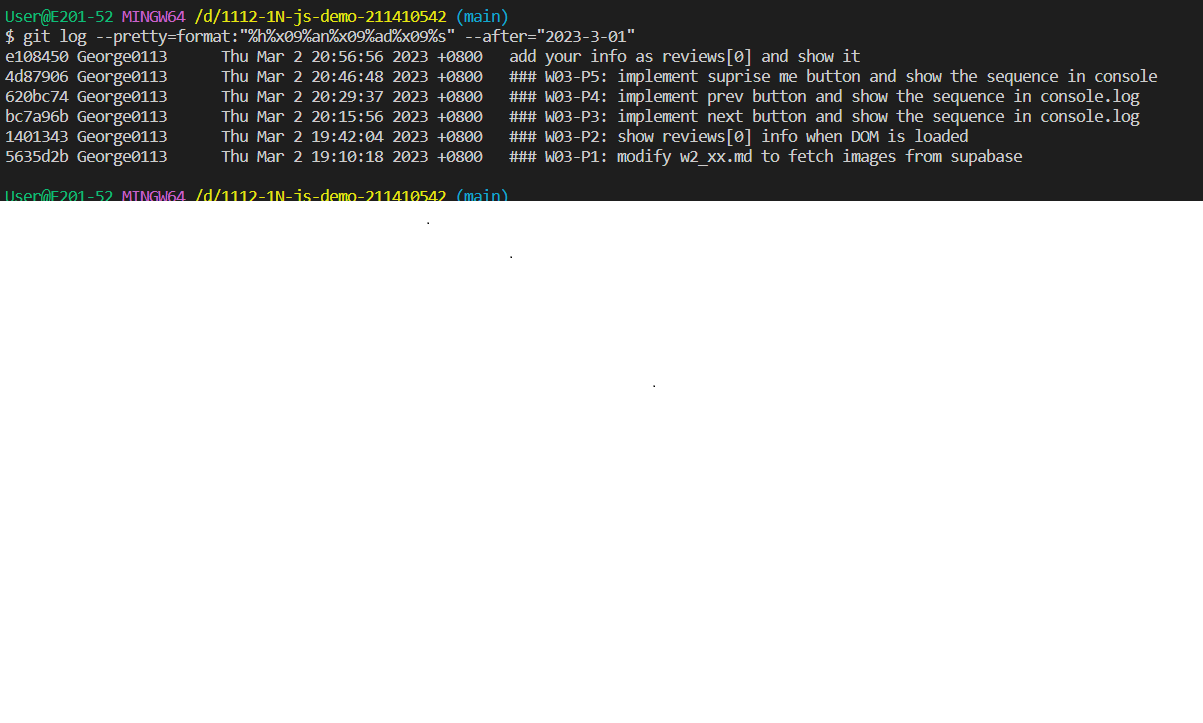 User@E201-52 MINGW64 /d/1112-1N-js-demo-211410542 (main)
$ git log --pretty=format:"%h%x09%an%x09%ad%x09%s" --after="2023-3-01"
e108450 George0113 Thu Mar 2 20:56:56 2023 +0800 add your info as reviews[0] and show it
4d87906 George0113 Thu Mar 2 20:46:48 2023 +0800 ### W03-P5: implement suprise me button and show the sequence in console
620bc74 George0113 Thu Mar 2 20:29:37 2023 +0800 ### W03-P4: implement prev button and show the sequence in console.log
bc7a96b George0113 Thu Mar 2 20:15:56 2023 +0800 ### W03-P3: implement next button and show the sequence in console.log
1401343 George0113 Thu Mar 2 19:42:04 2023 +0800 ### W03-P2: show reviews[0] info when DOM is loaded
5635d2b George0113 Thu Mar 2 19:10:18 2023 +0800 ### W03-P1: modify w2_xx.md to fetch images from supabase
User@E201-52 MINGW64 /d/1112-1N-js-demo-211410542 (main)